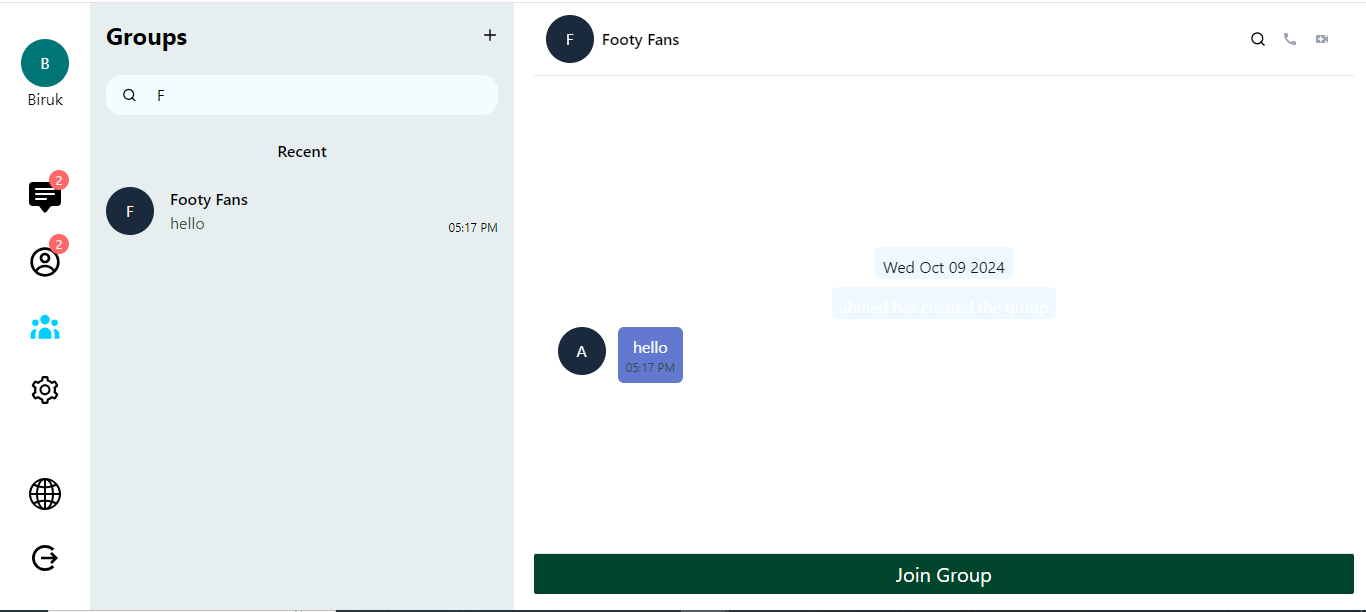 B
Biruk
2
2
Groups
+
F
Recent
F
Footy Fans
hello
05:17 PM
F
Footy Fans
Wed Oct 09 2024
ahmed has created the group
A
hello
05:17 PM
Join Group